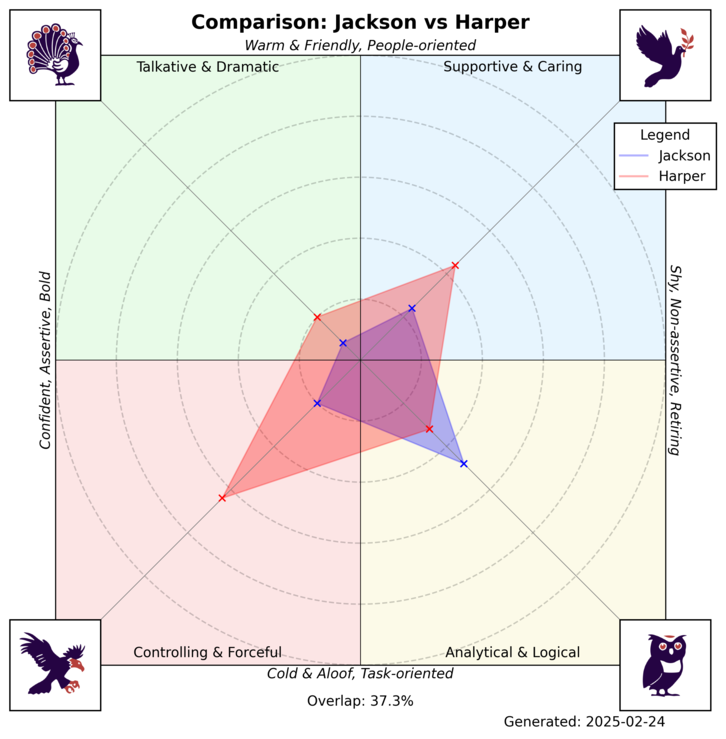 Comparison: Jackson vs Harper
Warm & Friendly, People-oriented
Talkative & Dramatic
Supportive & Caring
Legend
Jackson
Harper
Confident, Assertive, Bold
Shy, Non-assertive, Retiring
Controlling & Forceful
Analytical & Logical
Cold & Aloof, Task-oriented
Overlap: 37.3%
Generated: 2025-02-24